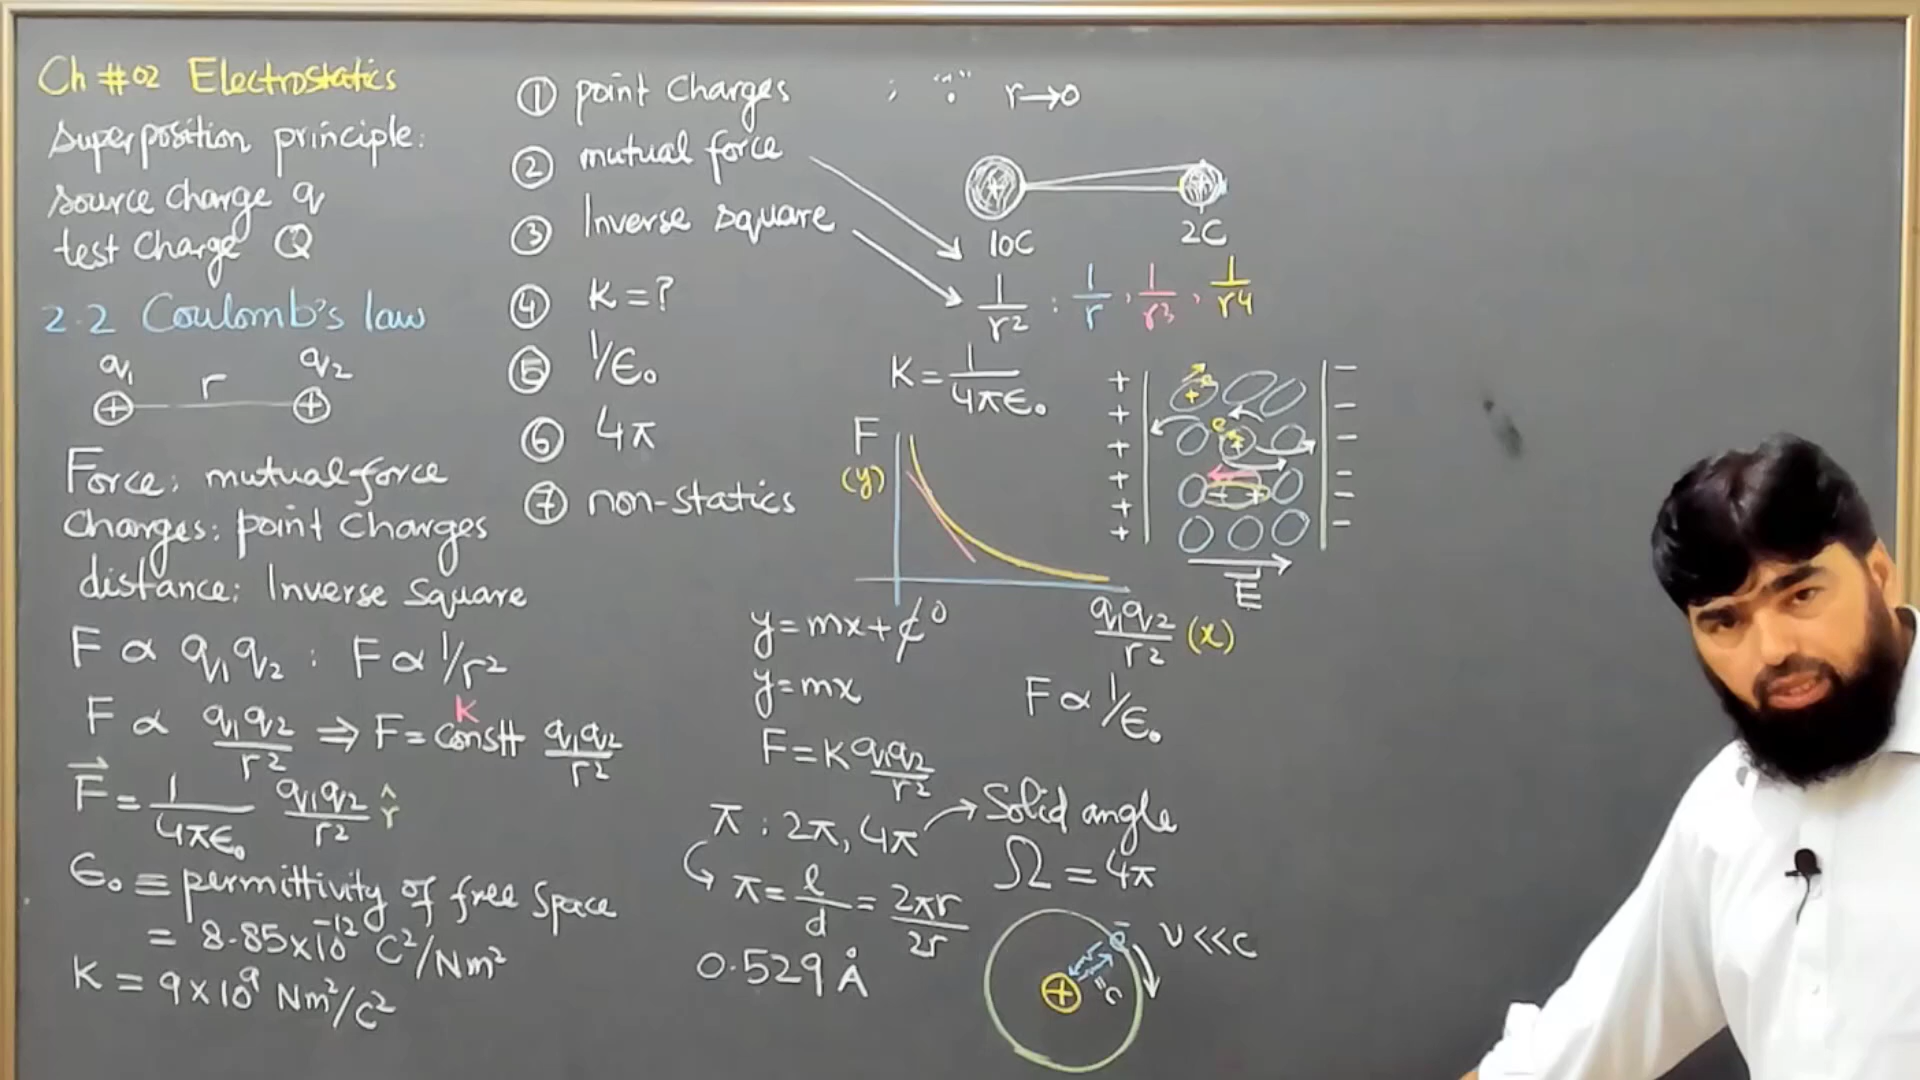 Ch #02 Electrostatics
Superposition principle:
Source charge q
test charge Q
2.2 Coulomb's law
q1 r q2
+ +
Force: mutual force
Charges: point charges
distance: Inverse square
F ∝ q1q2 : F ∝ 1/r²
K
F ∝ q1q2/r² ⇒ F = constt q1q2/r²
F⃗ = 1/4πϵ₀ q1q2/r² r̂
ϵ₀ ≡ permittivity of free space
= 8.85×10⁻¹² C²/Nm²
K = 9×10⁹ Nm²/C²
① point charges ; "." r→0
② mutual force
③ Inverse square
④ K = ?
⑤ 1/ϵ₀
⑥ 4π
⑦ non-statics
10C 2C
1/r² : 1/r , 1/r³ , 1/r⁴
K = 1/4πϵ₀
F
(y)
q1q2/r² (x)
+ + + + + +
− − − − − −
E⃗
y = mx + c 0
y = mx
F = K q1q2/r²
F ∝ 1/ϵ₀
π : 2π, 4π → Solid angle
Ω = 4π
π = l/d = 2πr/2r
0.529 Å
+ e⁻ "c" v<<c